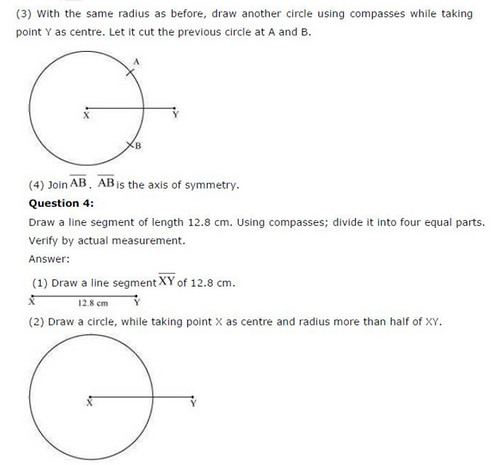 (3) With the same radius as before, draw another circle using compasses while taking
point Y as centre. Let it cut the previous circle at A and B.
A
X
Y
B
(4) Join AB. AB is the axis of symmetry.
Question 4:
Draw a line segment of length 12.8 cm. Using compasses; divide it into four equal parts.
Verify by actual measurement.
Answer:
(1) Draw a line segment XY of 12.8 cm.
X 12.8 cm Y
(2) Draw a circle, while taking point X as centre and radius more than half of XY.
X
Y